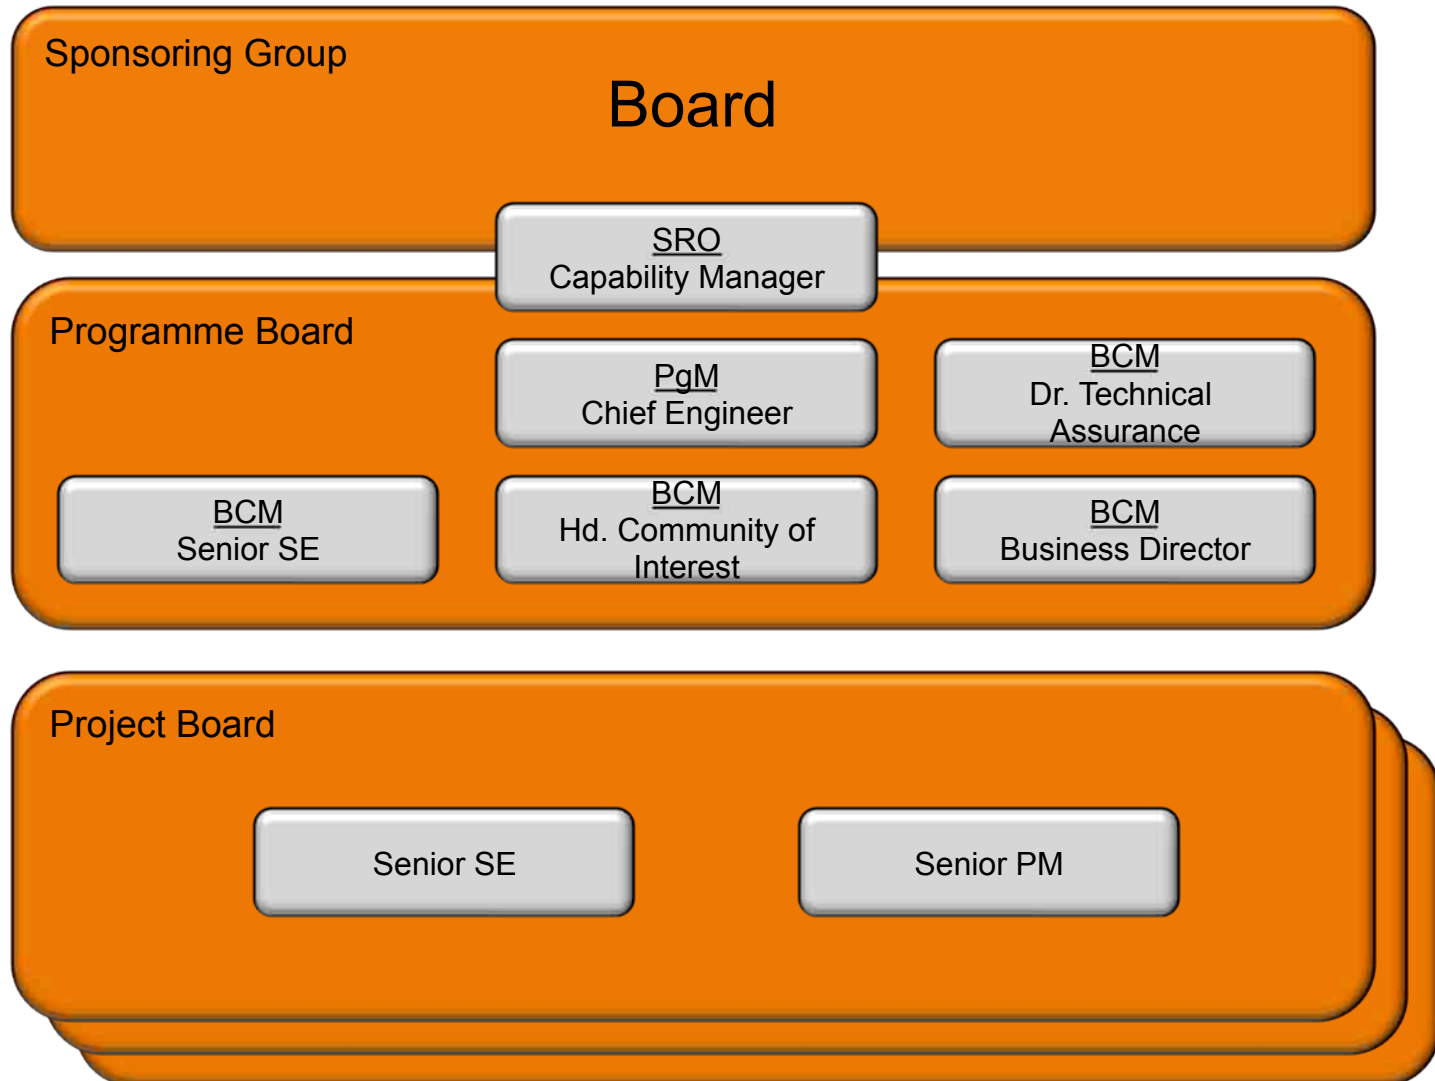 Sponsoring Group
Board
SRO
Capability Manager
Programme Board
PgM
Chief Engineer
BCM
Dr. Technical
Assurance
BCM
Senior SE
BCM
Hd. Community of
Interest
BCM
Business Director
Project Board
Senior SE
Senior PM